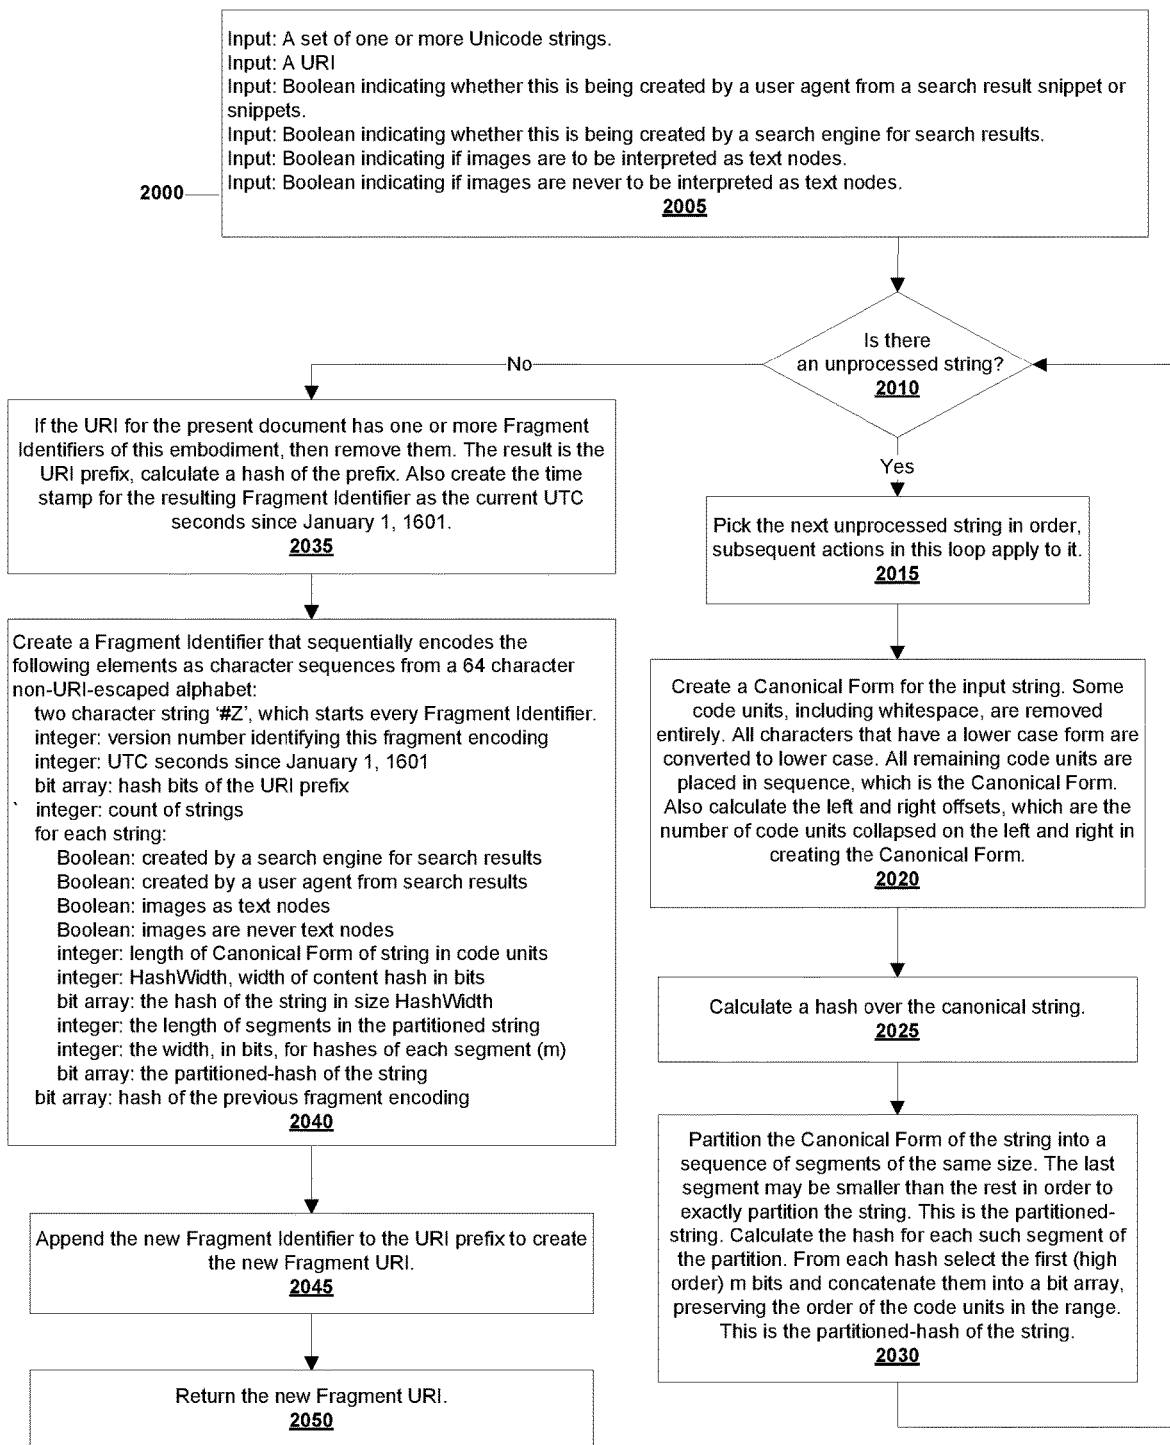 Input: A set of one or more Unicode strings.
Input: A URI
Input: Boolean indicating whether this is being created by a user agent from a search result snippet or
snippets.
Input: Boolean indicating whether this is being created by a search engine for search results.
Input: Boolean indicating if images are to be interpreted as text nodes.
Input: Boolean indicating if images are never to be interpreted as text nodes.
2005
2000
Is there
an unprocessed string?
2010
No
Yes
Pick the next unprocessed string in order,
subsequent actions in this loop apply to it.
2015
Create a Canonical Form for the input string. Some
code units, including whitespace, are removed
entirely. All characters that have a lower case form are
converted to lower case. All remaining code units are
placed in sequence, which is the Canonical Form.
Also calculate the left and right offsets, which are the
number of code units collapsed on the left and right in
creating the Canonical Form.
2020
Calculate a hash over the canonical string.
2025
Partition the Canonical Form of the string into a
sequence of segments of the same size. The last
segment may be smaller than the rest in order to
exactly partition the string. This is the partitioned-
string. Calculate the hash for each such segment of
the partition. From each hash select the first (high
order) m bits and concatenate them into a bit array,
preserving the order of the code units in the range.
This is the partitioned-hash of the string.
2030
If the URI for the present document has one or more Fragment
Identifiers of this embodiment, then remove them. The result is the
URI prefix, calculate a hash of the prefix. Also create the time
stamp for the resulting Fragment Identifier as the current UTC
seconds since January 1, 1601.
2035
Create a Fragment Identifier that sequentially encodes the
following elements as character sequences from a 64 character
non-URI-escaped alphabet:
two character string '#Z', which starts every Fragment Identifier.
integer: version number identifying this fragment encoding
integer: UTC seconds since January 1, 1601
bit array: hash bits of the URI prefix
` integer: count of strings
for each string:
Boolean: created by a search engine for search results
Boolean: created by a user agent from search results
Boolean: images as text nodes
Boolean: images are never text nodes
integer: length of Canonical Form of string in code units
integer: HashWidth, width of content hash in bits
bit array: the hash of the string in size HashWidth
integer: the length of segments in the partitioned string
integer: the width, in bits, for hashes of each segment (m)
bit array: the partitioned-hash of the string
bit array: hash of the previous fragment encoding
2040
Append the new Fragment Identifier to the URI prefix to create
the new Fragment URI.
2045
Return the new Fragment URI.
2050